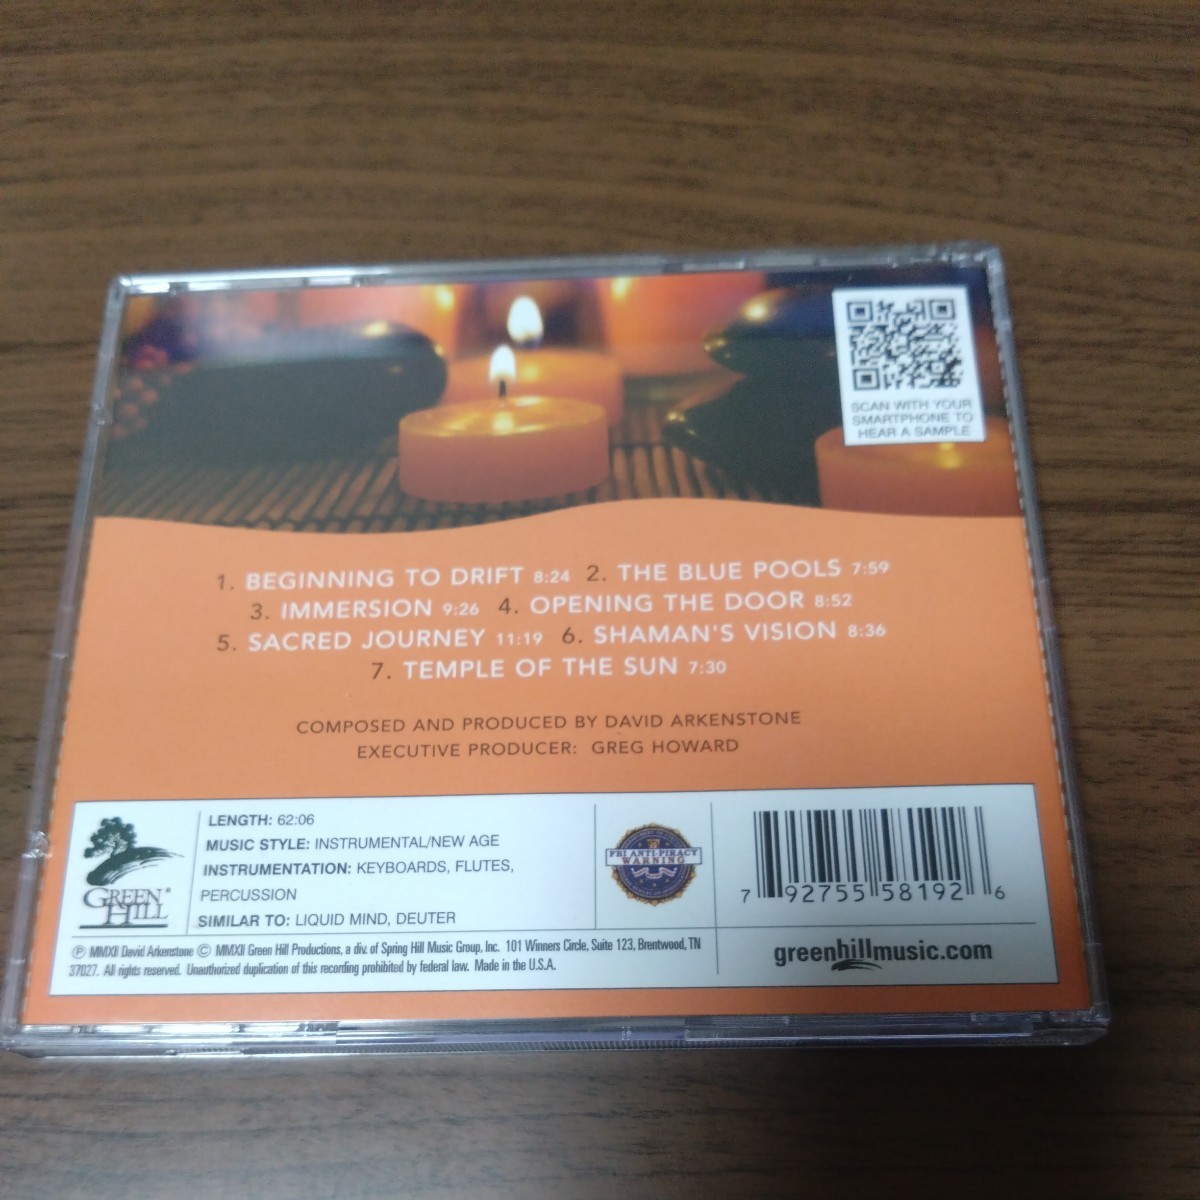 SCAN WITH YOUR
SMARTPHONE TO
HEAR A SAMPLE
1. BEGINNING TO DRIFT 8:24 2. THE BLUE POOLS 7:59
3. IMMERSION 9:26 4. OPENING THE DOOR 8:52
5. SACRED JOURNEY 11:19 6. SHAMAN'S VISION 8:36
7. TEMPLE OF THE SUN 7:30
COMPOSED AND PRODUCED BY DAVID ARKENSTONE
EXECUTIVE PRODUCER: GREG HOWARD
GREEN HILL®
LENGTH: 62:06
MUSIC STYLE: INSTRUMENTAL/NEW AGE
INSTRUMENTATION: KEYBOARDS, FLUTES,
PERCUSSION
SIMILAR TO: LIQUID MIND, DEUTER
FBI ANTI-PIRACY
WARNING
7 92755 58192 6
℗ MMXI David Arkenstone © MMXII Green Hill Productions, a div. of Spring Hill Music Group, Inc. 101 Winners Circle, Suite 123, Brentwood, TN
37027. All rights reserved. Unauthorized duplication of this recording prohibited by federal law. Made in the U.S.A.
greenhillmusic.com